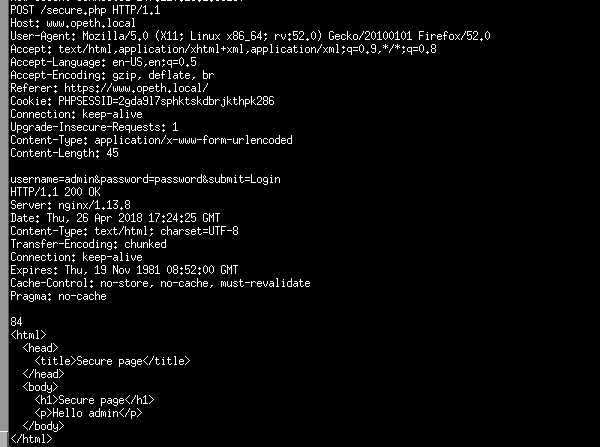 POST /secure.php HTTP/1.1
Host: www.opeth.local
User-Agent: Mozilla/5.0 (X11; Linux x86_64; rv:52.0) Gecko/20100101 Firefox/52.0
Accept: text/html,application/xhtml+xml,application/xml;q=0.9,*/*;q=0.8
Accept-Language: en-US,en;q=0.5
Accept-Encoding: gzip, deflate, br
Referer: https://www.opeth.local/
Cookie: PHPSESSID=2gda9l7sphktskdbrjkthpk286
Connection: keep-alive
Upgrade-Insecure-Requests: 1
Content-Type: application/x-www-form-urlencoded
Content-Length: 45

username=admin&password=password&submit=Login
HTTP/1.1 200 OK
Server: nginx/1.13.8
Date: Thu, 26 Apr 2018 17:24:25 GMT
Content-Type: text/html; charset=UTF-8
Transfer-Encoding: chunked
Connection: keep-alive
Expires: Thu, 19 Nov 1981 08:52:00 GMT
Cache-Control: no-store, no-cache, must-revalidate
Pragma: no-cache

84
<html>
  <head>
    <title>Secure page</title>
  </head>
  <body>
    <h1>Secure page</h1>
    <p>Hello admin</p>
  </body>
</html>